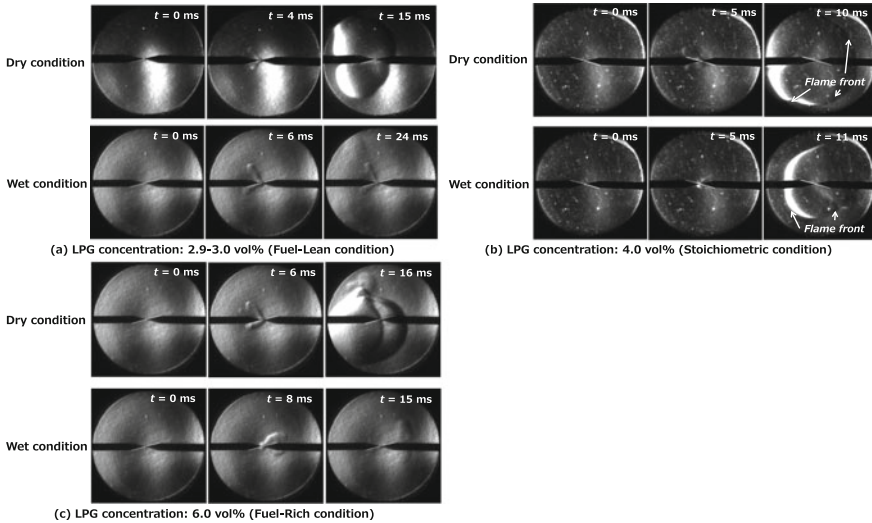 t = 0 ms
t = 4 ms
t = 15 ms
Dry condition
t = 0 ms
t = 6 ms
t = 24 ms
Wet condition
(a) LPG concentration: 2.9-3.0 vol% (Fuel-Lean condition)
t = 0 ms
t = 5 ms
t = 10 ms
Dry condition
Flame front
t = 0 ms
t = 5 ms
t = 11 ms
Wet condition
Flame front
(b) LPG concentration: 4.0 vol% (Stoichiometric condition)
t = 0 ms
t = 6 ms
t = 16 ms
Dry condition
t = 0 ms
t = 8 ms
t = 15 ms
Wet condition
(c) LPG concentration: 6.0 vol% (Fuel-Rich condition)